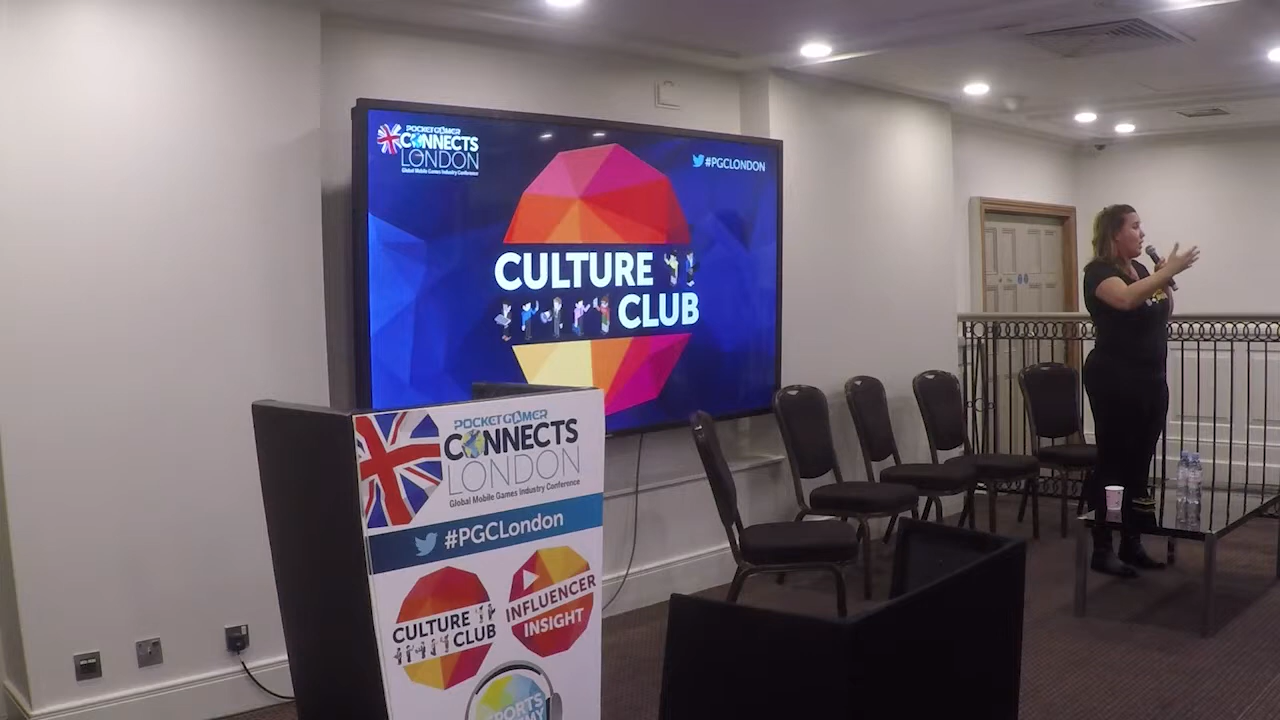 POCKET GAMER
CONNECTS
LONDON
Global Mobile Games Industry Conference
#PGCLONDON
CULTURE
CLUB
POCKET GAMER
CONNECTS
LONDON
Global Mobile Games Industry Conference
#PGCLondon
CULTURE
CLUB
INFLUENCER
INSIGHT